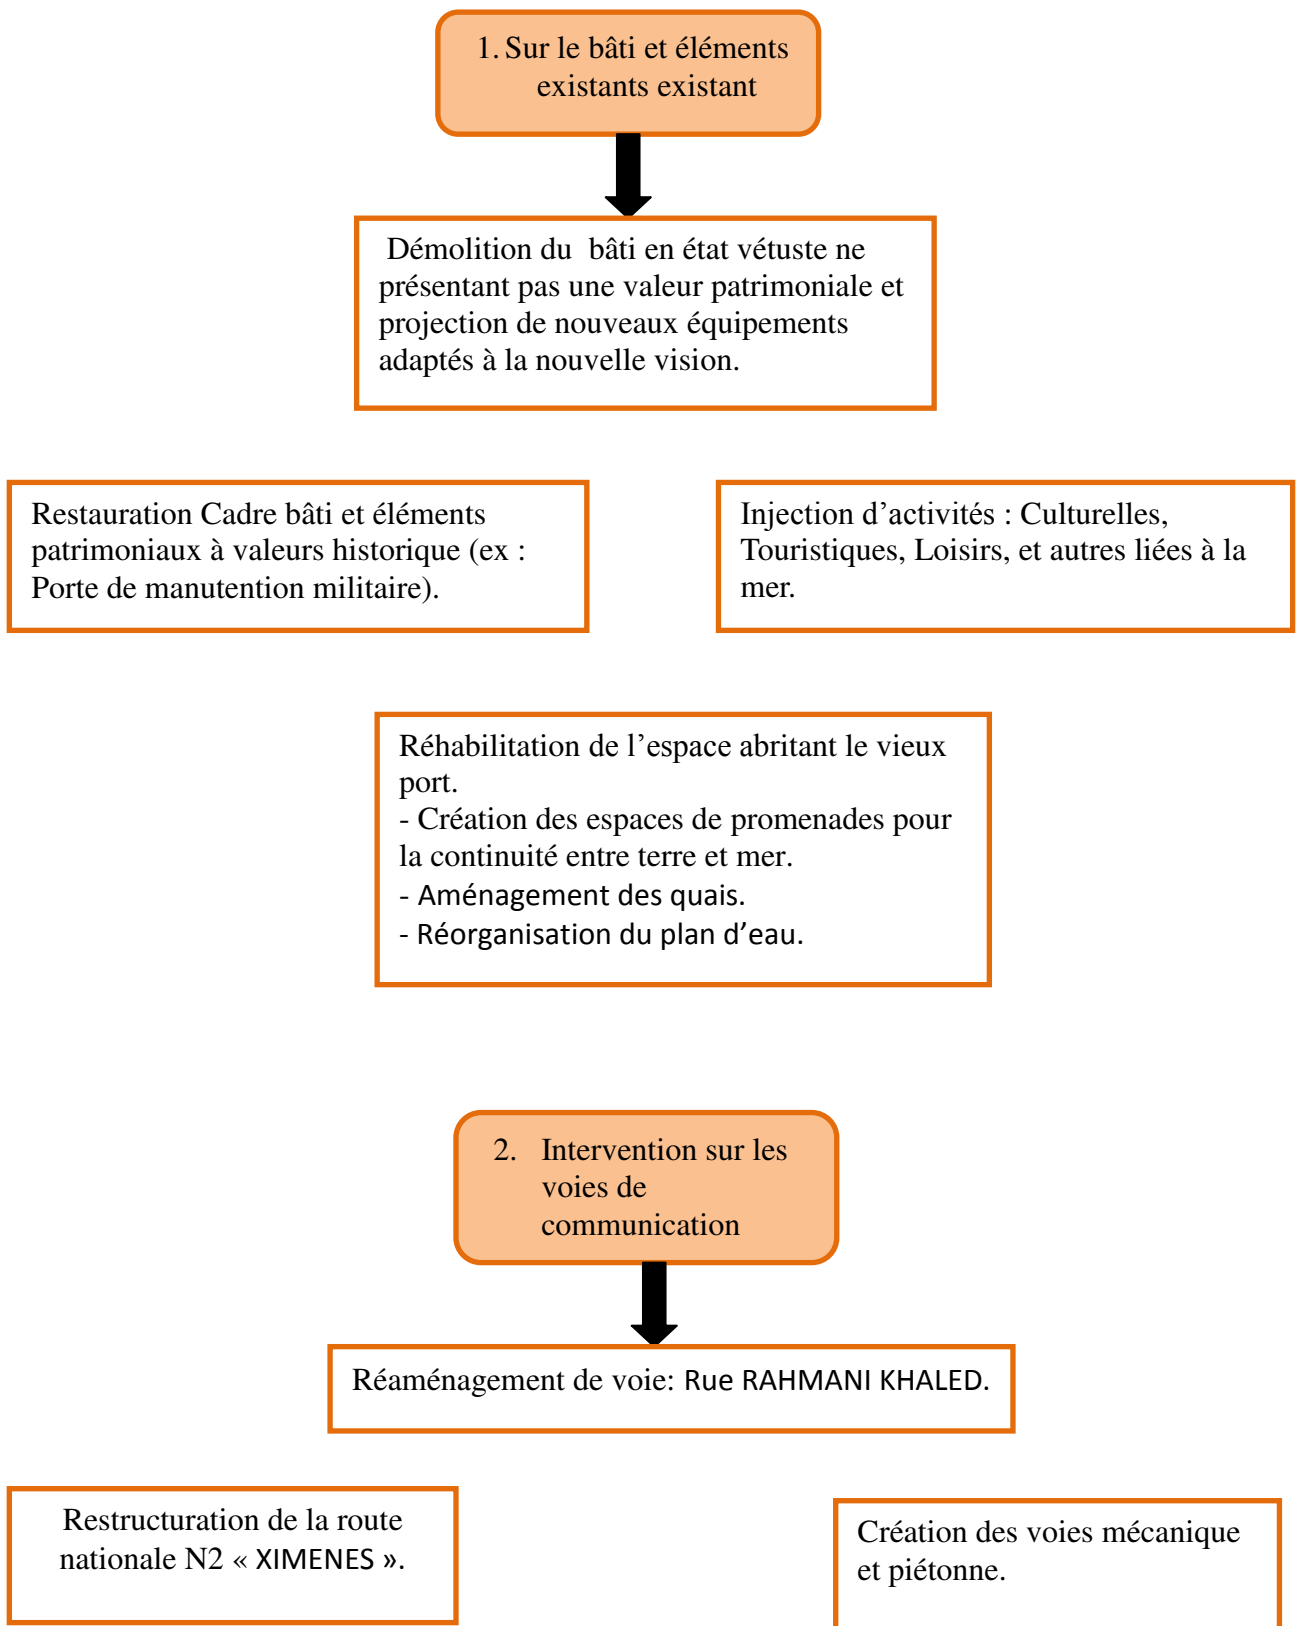 1. Sur le bâti et éléments
existants existant
Démolition du bâti en état vétuste ne
présentant pas une valeur patrimoniale et
projection de nouveaux équipements
adaptés à la nouvelle vision.
Restauration Cadre bâti et éléments
patrimoniaux à valeurs historique (ex :
Porte de manutention militaire).
Injection d’activités : Culturelles,
Touristiques, Loisirs, et autres liées à la
mer.
Réhabilitation de l’espace abritant le vieux
port.
- Création des espaces de promenades pour
la continuité entre terre et mer.
- Aménagement des quais.
- Réorganisation du plan d’eau.
2. Intervention sur les
voies de
communication
Réaménagement de voie: Rue RAHMANI KHALED.
Restructuration de la route
nationale N2 « XIMENES ».
Création des voies mécanique
et piétonne.